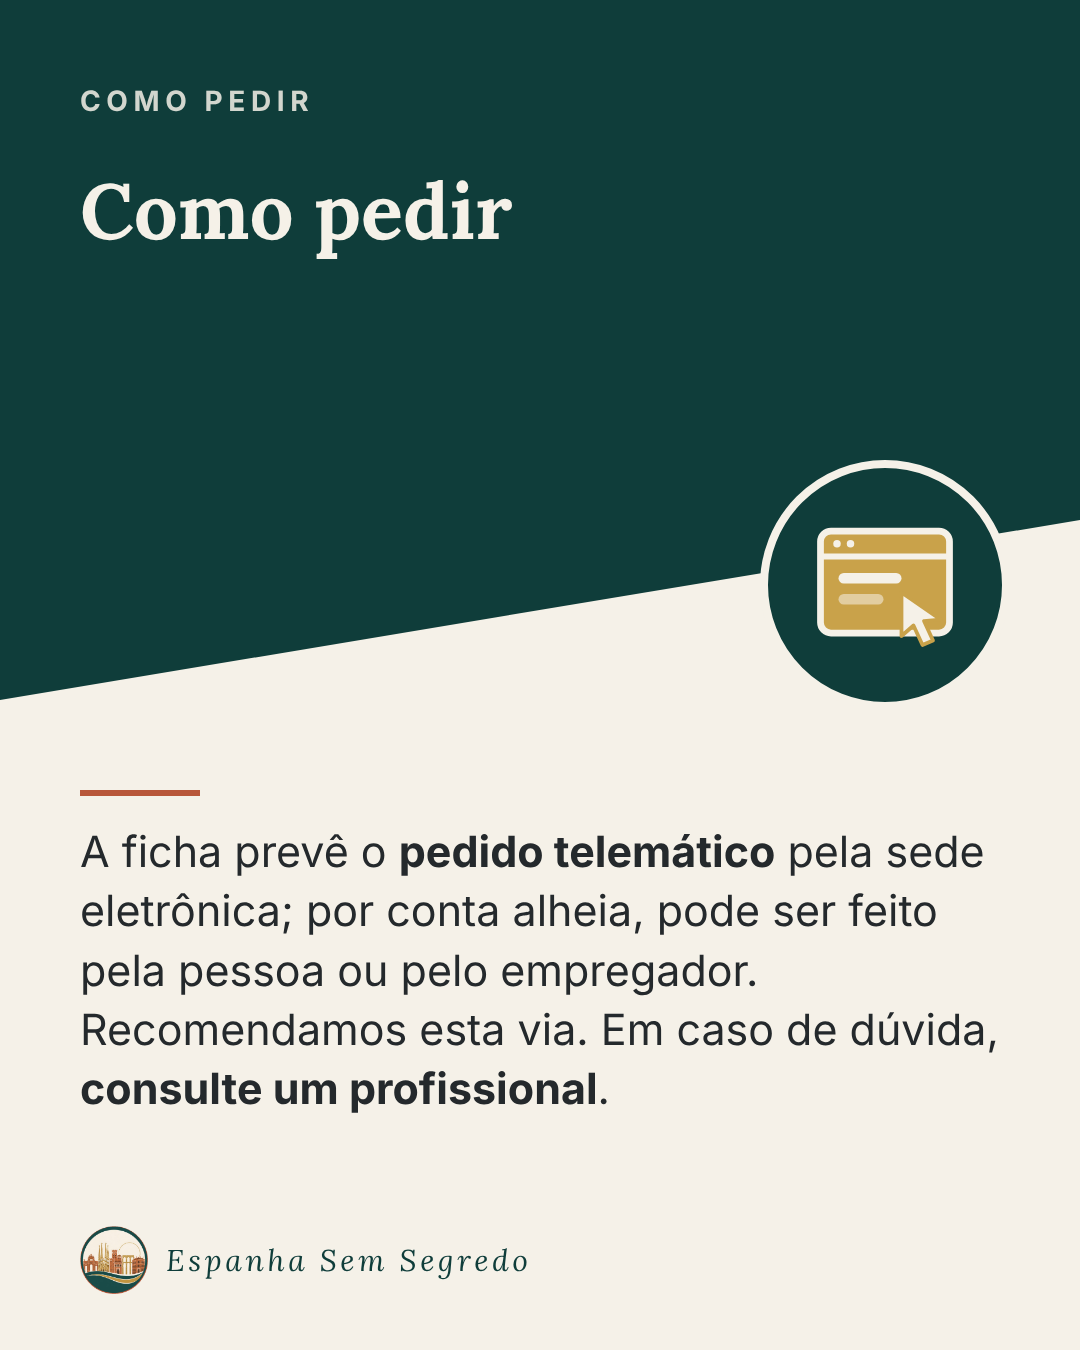 COMO PEDIR
Como pedir
A ficha prevê o pedido telemático pela sede
eletrônica; por conta alheia, pode ser feito
pela pessoa ou pelo empregador.
Recomendamos esta via. Em caso de dúvida,
consulte um profissional.
Espanha Sem Segredo